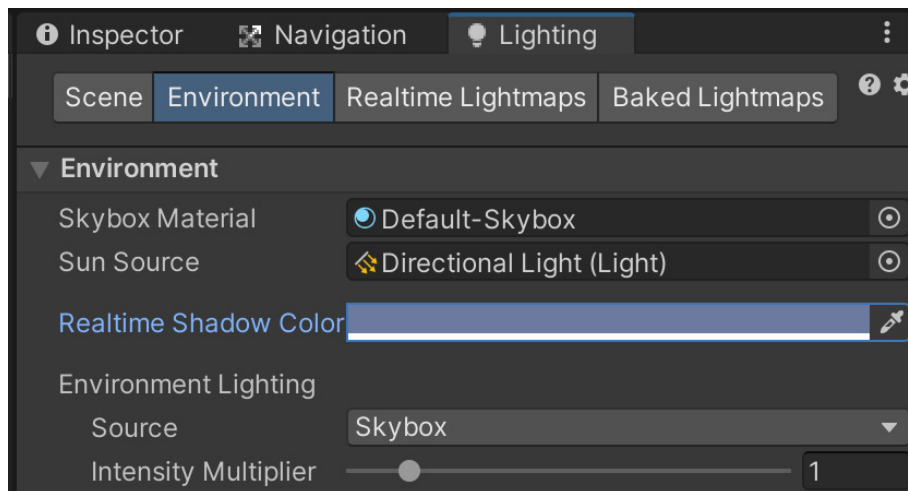 Inspector Navigation Lighting
Scene Environment Realtime Lightmaps Baked Lightmaps
Environment
Skybox Material Default-Skybox
Sun Source Directional Light (Light)
Realtime Shadow Color
Environment Lighting
Source Skybox
Intensity Multiplier 1